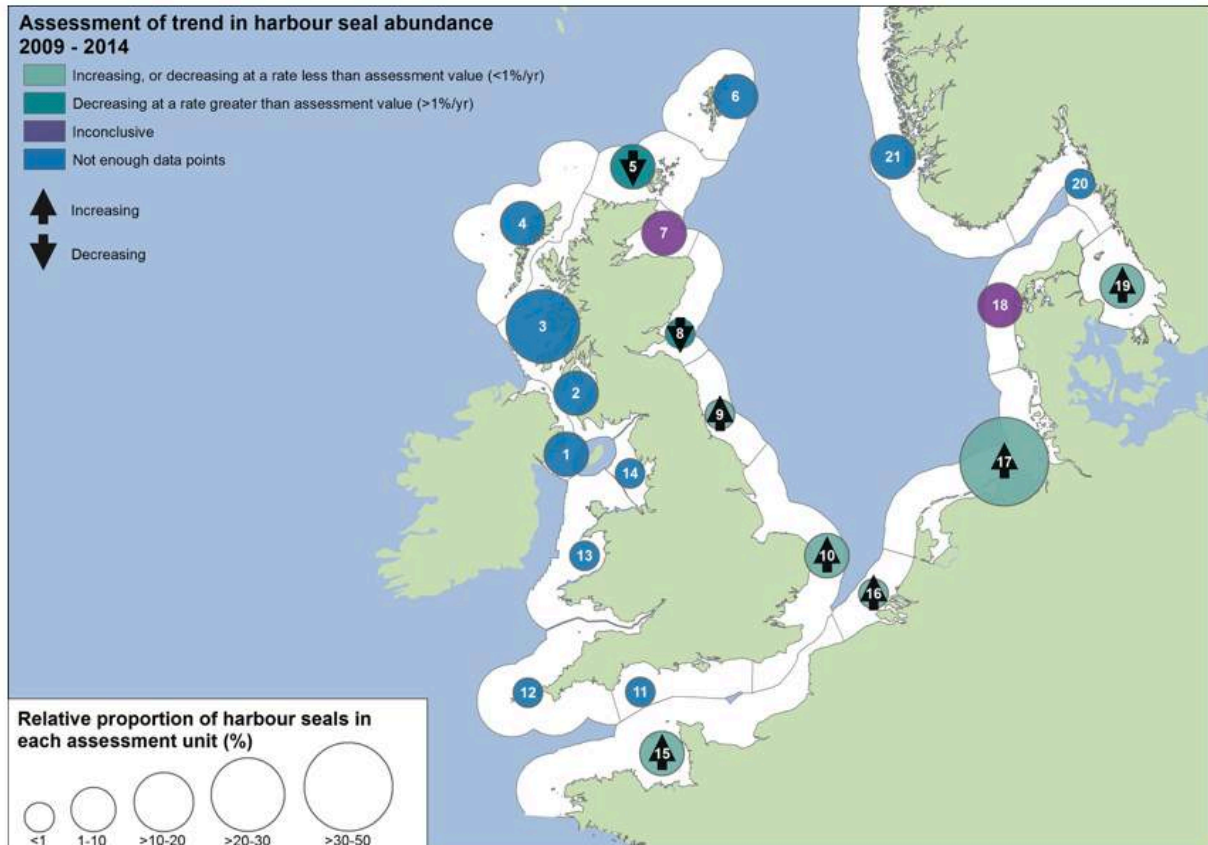 Assessment of trend in harbour seal abundance
2009 - 2014
Increasing, or decreasing at a rate less than assessment value (<1%/yr)
Decreasing at a rate greater than assessment value (>1%/yr)
Inconclusive
Not enough data points
Increasing
Decreasing
6
21
5
20
4
7
19
18
3
8
2
9
1
17
14
13
10
16
12
11
15
Relative proportion of harbour seals in
each assessment unit (%)
<1 1-10 >10-20 >20-30 >30-50